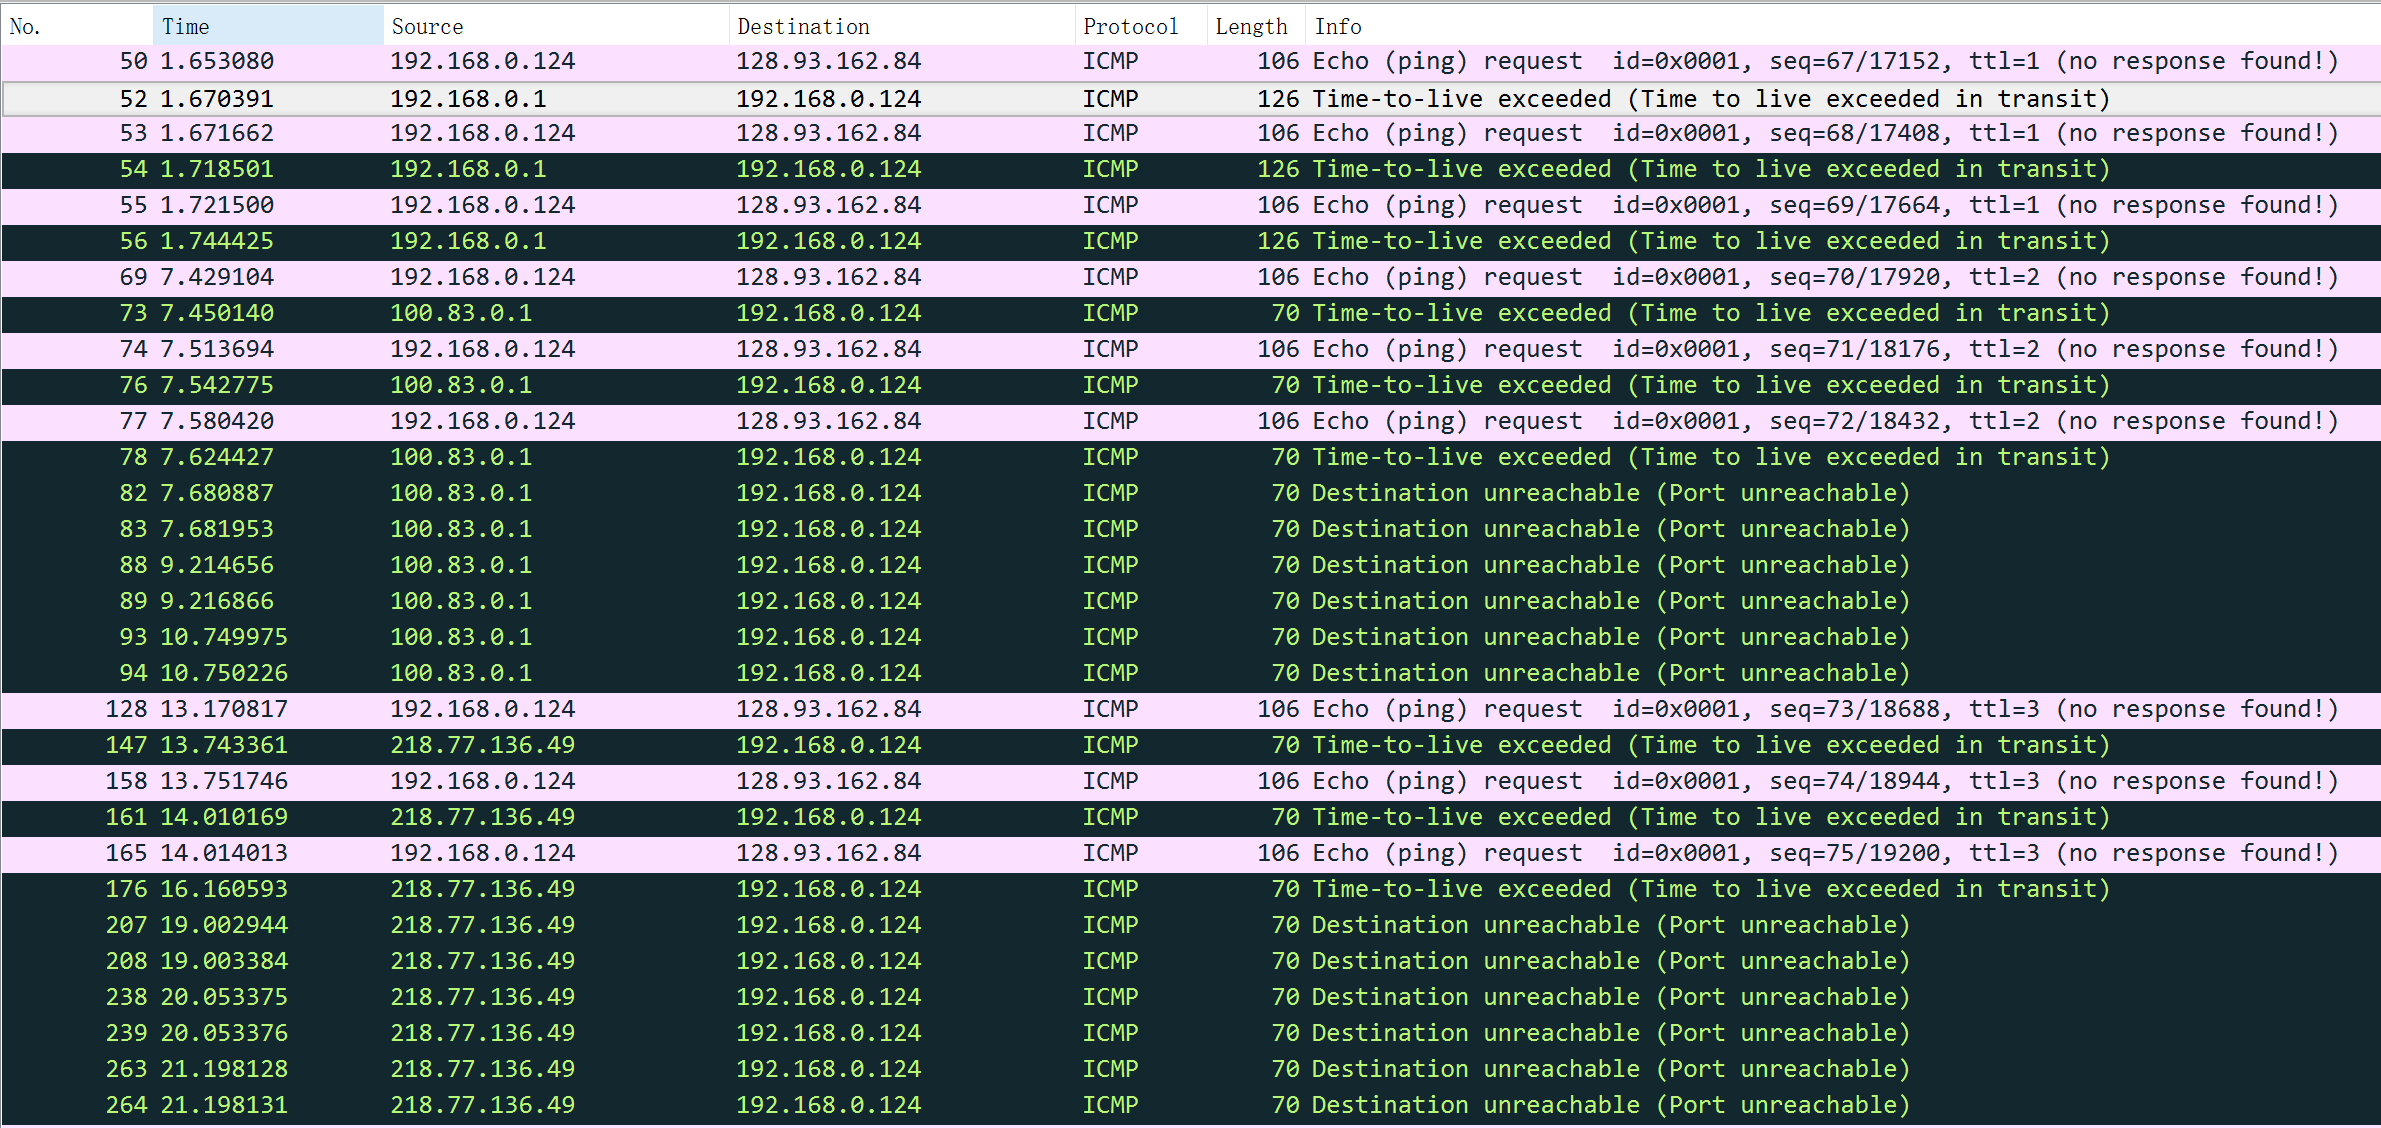 No. Time Source Destination Protocol Length Info
50 1.653080 192.168.0.124 128.93.162.84 ICMP 106 Echo (ping) request id=0x0001, seq=67/17152, ttl=1 (no response found!)
52 1.670391 192.168.0.1 192.168.0.124 ICMP 126 Time-to-live exceeded (Time to live exceeded in transit)
53 1.671662 192.168.0.124 128.93.162.84 ICMP 106 Echo (ping) request id=0x0001, seq=68/17408, ttl=1 (no response found!)
54 1.718501 192.168.0.1 192.168.0.124 ICMP 126 Time-to-live exceeded (Time to live exceeded in transit)
55 1.721500 192.168.0.124 128.93.162.84 ICMP 106 Echo (ping) request id=0x0001, seq=69/17664, ttl=1 (no response found!)
56 1.744425 192.168.0.1 192.168.0.124 ICMP 126 Time-to-live exceeded (Time to live exceeded in transit)
69 7.429104 192.168.0.124 128.93.162.84 ICMP 106 Echo (ping) request id=0x0001, seq=70/17920, ttl=2 (no response found!)
73 7.450140 100.83.0.1 192.168.0.124 ICMP 70 Time-to-live exceeded (Time to live exceeded in transit)
74 7.513694 192.168.0.124 128.93.162.84 ICMP 106 Echo (ping) request id=0x0001, seq=71/18176, ttl=2 (no response found!)
76 7.542775 100.83.0.1 192.168.0.124 ICMP 70 Time-to-live exceeded (Time to live exceeded in transit)
77 7.580420 192.168.0.124 128.93.162.84 ICMP 106 Echo (ping) request id=0x0001, seq=72/18432, ttl=2 (no response found!)
78 7.624427 100.83.0.1 192.168.0.124 ICMP 70 Time-to-live exceeded (Time to live exceeded in transit)
82 7.680887 100.83.0.1 192.168.0.124 ICMP 70 Destination unreachable (Port unreachable)
83 7.681953 100.83.0.1 192.168.0.124 ICMP 70 Destination unreachable (Port unreachable)
88 9.214656 100.83.0.1 192.168.0.124 ICMP 70 Destination unreachable (Port unreachable)
89 9.216866 100.83.0.1 192.168.0.124 ICMP 70 Destination unreachable (Port unreachable)
93 10.749975 100.83.0.1 192.168.0.124 ICMP 70 Destination unreachable (Port unreachable)
94 10.750226 100.83.0.1 192.168.0.124 ICMP 70 Destination unreachable (Port unreachable)
128 13.170817 192.168.0.124 128.93.162.84 ICMP 106 Echo (ping) request id=0x0001, seq=73/18688, ttl=3 (no response found!)
147 13.743361 218.77.136.49 192.168.0.124 ICMP 70 Time-to-live exceeded (Time to live exceeded in transit)
158 13.751746 192.168.0.124 128.93.162.84 ICMP 106 Echo (ping) request id=0x0001, seq=74/18944, ttl=3 (no response found!)
161 14.010169 218.77.136.49 192.168.0.124 ICMP 70 Time-to-live exceeded (Time to live exceeded in transit)
165 14.014013 192.168.0.124 128.93.162.84 ICMP 106 Echo (ping) request id=0x0001, seq=75/19200, ttl=3 (no response found!)
176 16.160593 218.77.136.49 192.168.0.124 ICMP 70 Time-to-live exceeded (Time to live exceeded in transit)
207 19.002944 218.77.136.49 192.168.0.124 ICMP 70 Destination unreachable (Port unreachable)
208 19.003384 218.77.136.49 192.168.0.124 ICMP 70 Destination unreachable (Port unreachable)
238 20.053375 218.77.136.49 192.168.0.124 ICMP 70 Destination unreachable (Port unreachable)
239 20.053376 218.77.136.49 192.168.0.124 ICMP 70 Destination unreachable (Port unreachable)
263 21.198128 218.77.136.49 192.168.0.124 ICMP 70 Destination unreachable (Port unreachable)
264 21.198131 218.77.136.49 192.168.0.124 ICMP 70 Destination unreachable (Port unreachable)